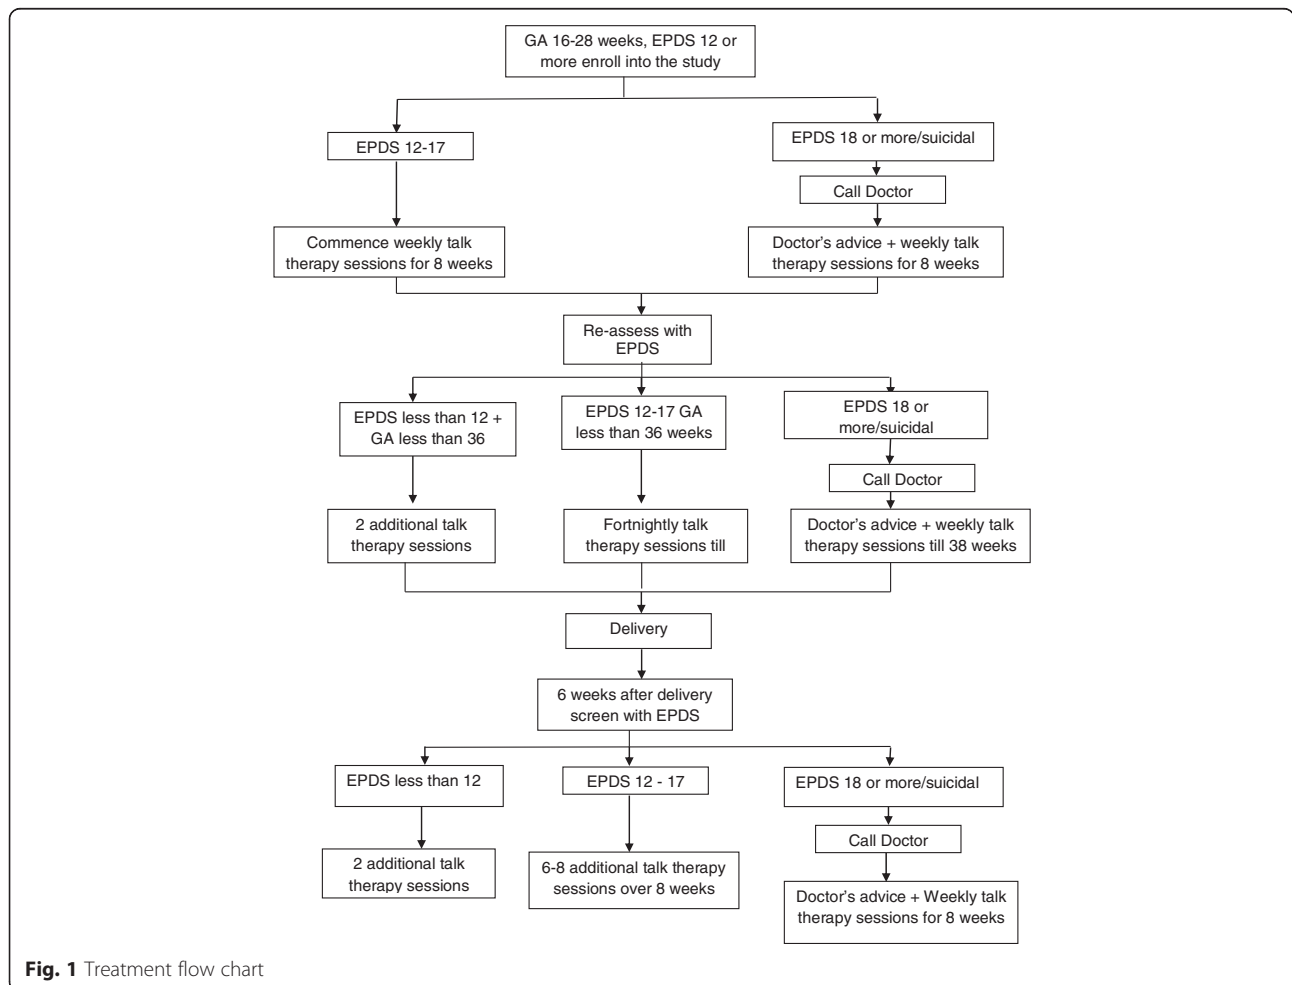 GA 16-28 weeks, EPDS 12 or
more enroll into the study
EPDS 12-17
EPDS 18 or more/suicidal
Call Doctor
Commence weekly talk
therapy sessions for 8 weeks
Doctor's advice + weekly talk
therapy sessions for 8 weeks
Re-assess with
EPDS
EPDS less than 12 +
GA less than 36
EPDS 12-17 GA
less than 36 weeks
EPDS 18 or
more/suicidal
Call Doctor
2 additional talk
therapy sessions
Fortnightly talk
therapy sessions till
Doctor's advice + weekly talk
therapy sessions till 38 weeks
Delivery
6 weeks after delivery
screen with EPDS
EPDS less than 12
EPDS 12 - 17
EPDS 18 or more/suicidal
Call Doctor
2 additional talk
therapy sessions
6-8 additional talk therapy
sessions over 8 weeks
Doctor's advice + Weekly talk
therapy sessions for 8 weeks
Fig. 1 Treatment flow chart